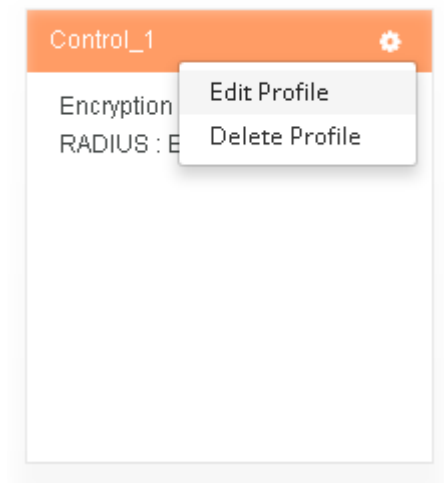 Control_1
Edit Profile
Encryption
Delete Profile
RADIUS : E